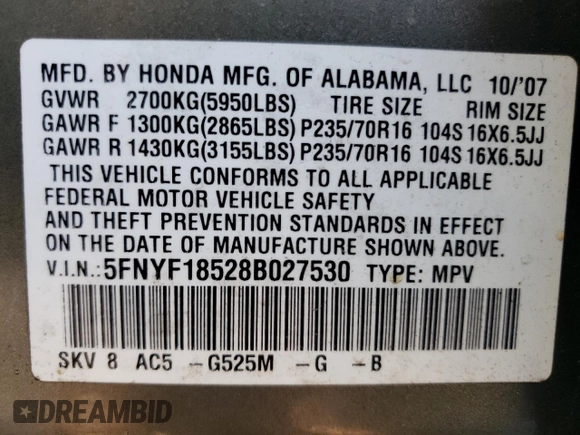 MFD. BY HONDA MFG. OF ALABAMA, LLC 10/'07
GVWR 2700KG(5950LBS) TIRE SIZE RIM SIZE
GAWR F 1300KG(2865LBS) P235/70R16 104S 16X6.5JJ
GAWR R 1430KG(3155LBS) P235/70R16 104S 16X6.5JJ
THIS VEHICLE CONFORMS TO ALL APPLICABLE
FEDERAL MOTOR VEHICLE SAFETY
AND THEFT PREVENTION STANDARDS IN EFFECT
ON THE DATE OF MANUFACTURE SHOWN ABOVE.
V.I.N.:5FNYF18528B027530 TYPE: MPV
SKV 8 AC5 -G525M -G -B
DREAMBID